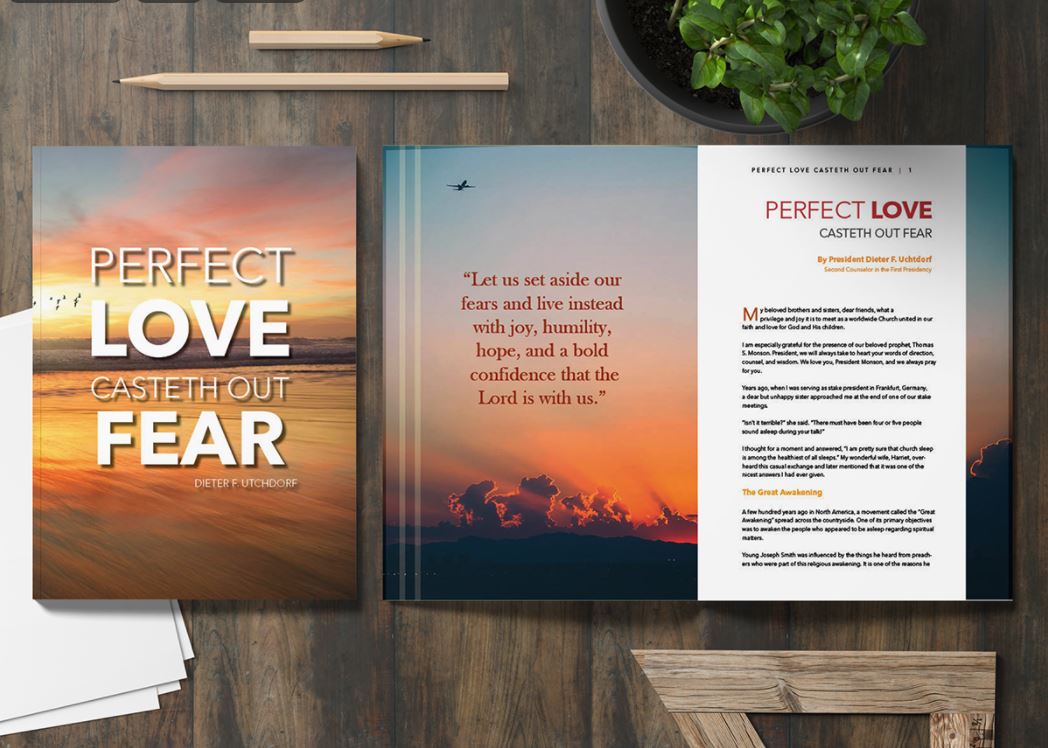 PERFECT
LOVE
CASTETH OUT
FEAR
DIETER F. UTCHDORF
“Let us set aside our
fears and live instead
with joy, humility,
hope, and a bold
confidence that the
Lord is with us.”
PERFECT LOVE CASTETH OUT FEAR | 1
PERFECT LOVE
CASTETH OUT FEAR
By President Dieter F. Uchtdorf
Second Counselor in the First Presidency
My beloved brothers and sisters, dear friends, what a
privilege and joy it is to meet as a worldwide Church united in our
faith and love for God and His children.
I am especially grateful for the presence of our beloved prophet, Thomas
S. Monson. President, we will always take to heart your words of direction,
counsel, and wisdom. We love you, President Monson, and we always pray
for you.
Years ago, when I was serving as stake president in Frankfurt, Germany,
a dear but unhappy sister approached me at the end of one of our stake
meetings.
“Isn’t it terrible?” she said. “There must have been four or five people
sound asleep during your talk!”
I thought for a moment and answered, “I am pretty sure that church sleep
is among the healthiest of all sleeps.” My wonderful wife, Harriet, over-
heard this casual exchange and later mentioned that it was one of the
nicest answers I had ever given.
The Great Awakening
A few hundred years ago in North America, a movement called the “Great
Awakening” spread across the countryside. One of its primary objectives
was to awaken the people who appeared to be asleep regarding spiritual
matters.
Young Joseph Smith was influenced by the things he heard from preach-
ers who were part of this religious awakening. It is one of the reasons he